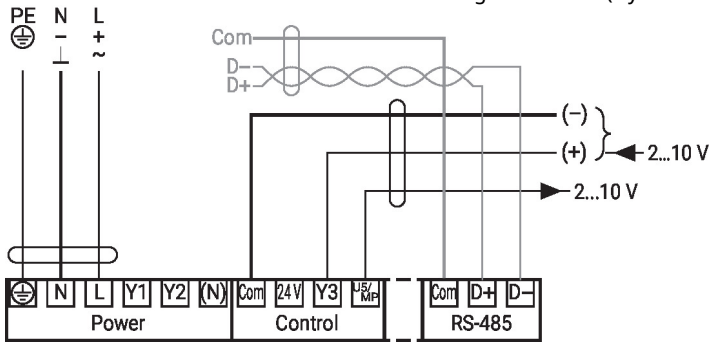 PE N L
- - +
⊥ ~
Com
D-
D+
(-)
(+)
2...10 V
2...10 V
N L Y1 Y2 (N) Com 24 V Y3 U5/MP Com D+ D-
Power Control RS-485